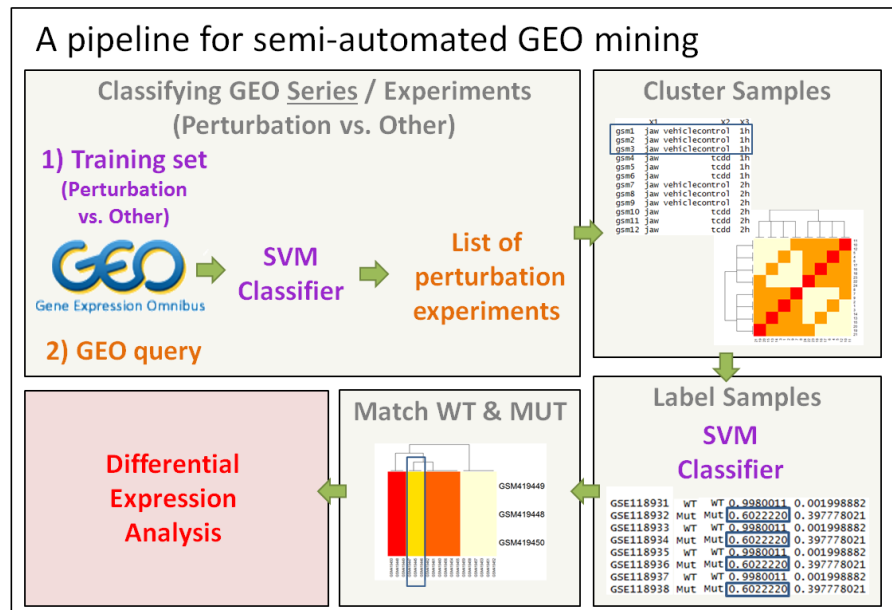 A pipeline for semi-automated GEO mining
Classifying GEO Series / Experiments
(Perturbation vs. Other)
1) Training set
(Perturbation
vs. Other)
GEO
Gene Expression Omnibus
2) GEO query
SVM
Classifier
List of
perturbation
experiments
Cluster Samples
X1 X2 X3
gsm1 jaw vehiclecontrol 1h
gsm2 jaw vehiclecontrol 1h
gsm3 jaw vehiclecontrol 1h
gsm4 jaw tcdd 1h
gsm5 jaw tcdd 1h
gsm6 jaw tcdd 1h
gsm7 jaw vehiclecontrol 2h
gsm8 jaw vehiclecontrol 2h
gsm9 jaw vehiclecontrol 2h
gsm10 jaw tcdd 2h
gsm11 jaw tcdd 2h
gsm12 jaw tcdd 2h
Label Samples
SVM
Classifier
GSE118931 WT WT 0.9980011 0.001998882
GSE118932 Mut Mut 0.6022220 0.397778021
GSE118933 WT WT 0.9980011 0.001998882
GSE118934 Mut Mut 0.6022220 0.397778021
GSE118935 WT WT 0.9980011 0.001998882
GSE118936 Mut Mut 0.6022220 0.397778021
GSE118937 WT WT 0.9980011 0.001998882
GSE118938 Mut Mut 0.6022220 0.397778021
Match WT & MUT
GSM419449
GSM419448
GSM419450
Differential
Expression
Analysis